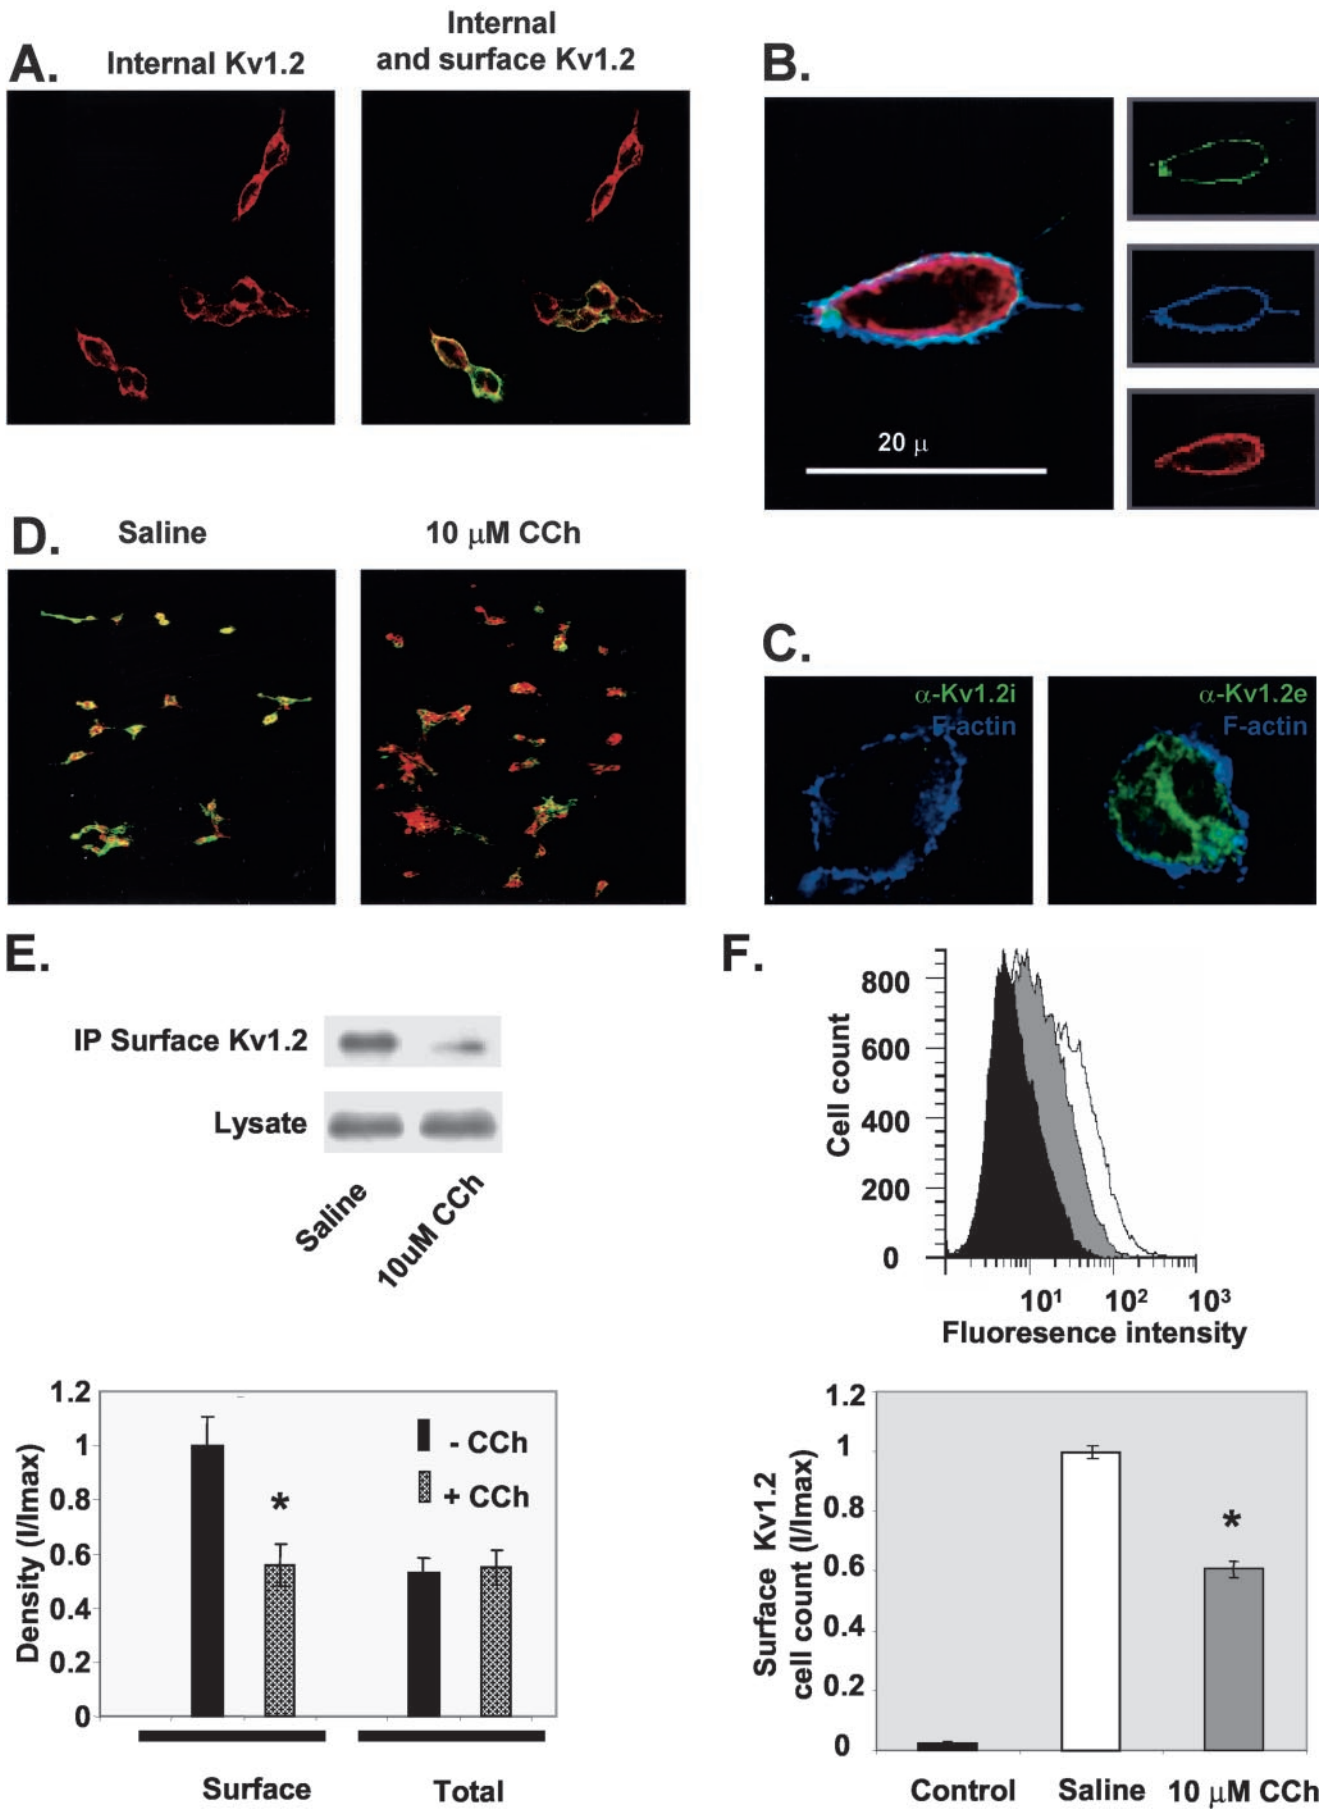 A.
Internal Kv1.2
Internal
and surface Kv1.2
B.
20 μ
D.
Saline
10 μM CCh
C.
α-Kv1.2i
F-actin
α-Kv1.2e
F-actin
E.
IP Surface Kv1.2
Lysate
Saline
10uM CCh
F.
Cell count
800
600
400
200
0
10¹ 10² 10³
Fluoresence intensity
Density (I/Imax)
1.2
1
0.8
0.6
0.4
0.2
0
- CCh
+ CCh
*
Surface
Total
Surface Kv1.2
cell count (I/Imax)
1.2
1
0.8
0.6
0.4
0.2
0
*
Control
Saline
10 μM CCh